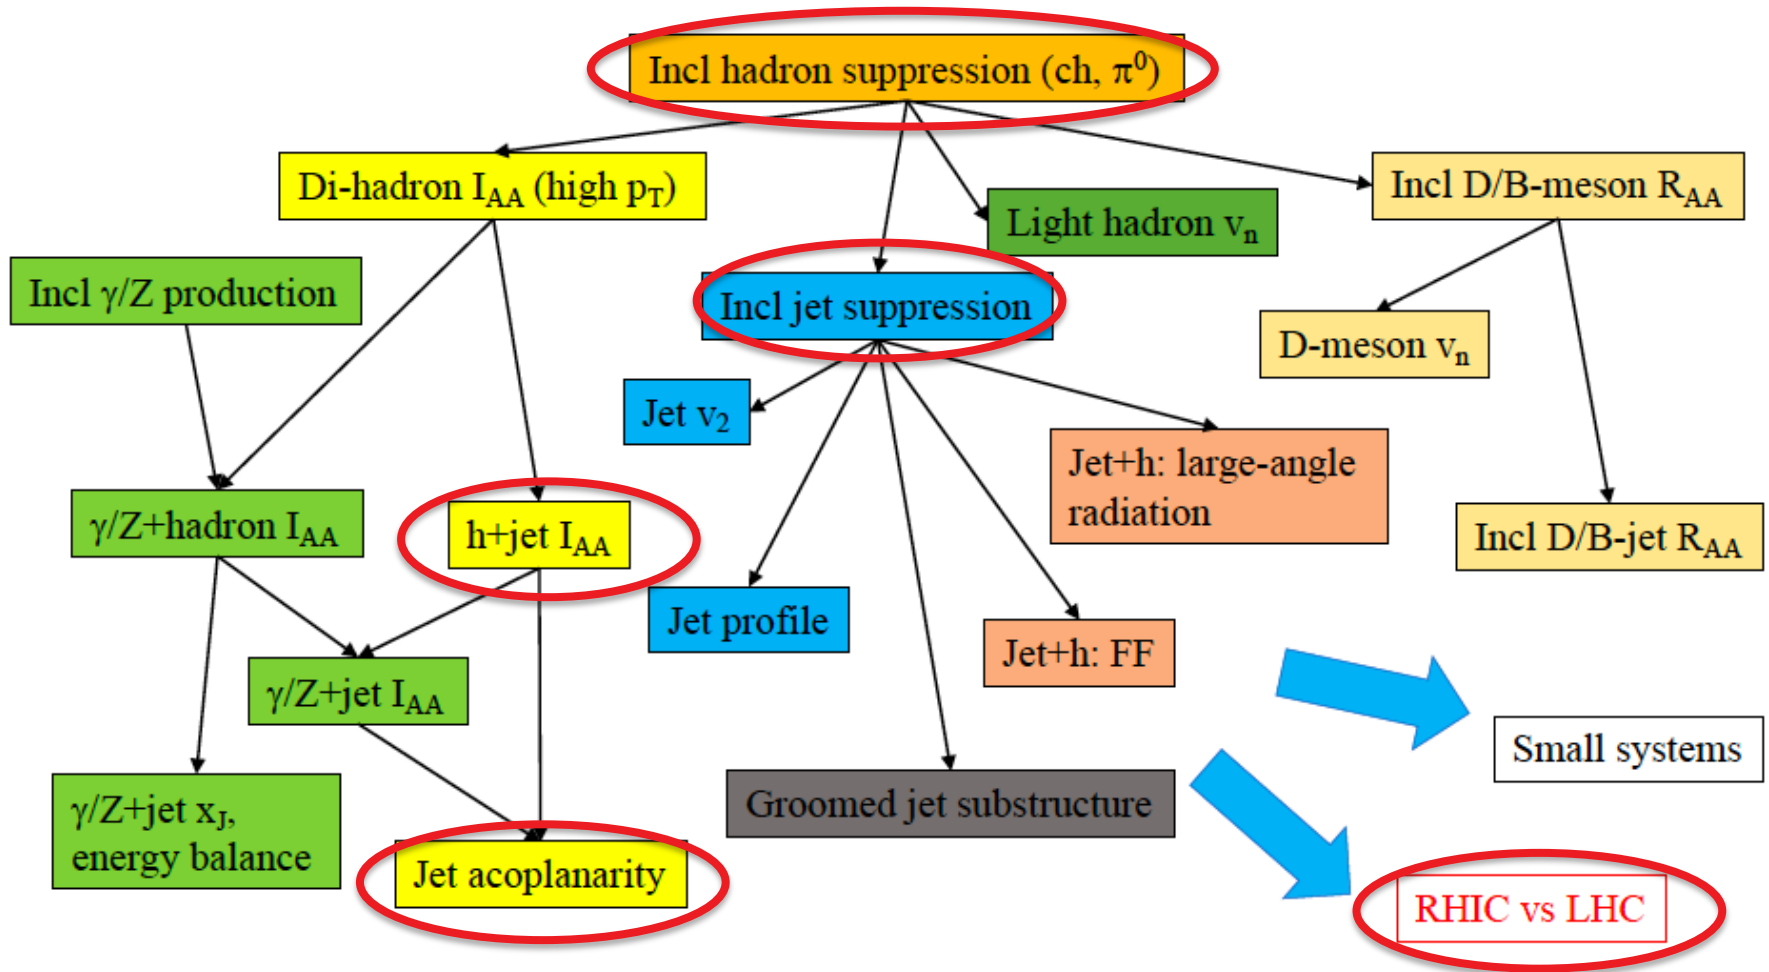 Incl hadron suppression (ch, π⁰)
Di-hadron I_AA (high p_T)
Incl D/B-meson R_AA
Light hadron v_n
Incl γ/Z production
Incl jet suppression
D-meson v_n
Jet v₂
Jet+h: large-angle
radiation
γ/Z+hadron I_AA
h+jet I_AA
Incl D/B-jet R_AA
Jet profile
Jet+h: FF
γ/Z+jet I_AA
Small systems
γ/Z+jet x_J,
energy balance
Groomed jet substructure
Jet acoplanarity
RHIC vs LHC